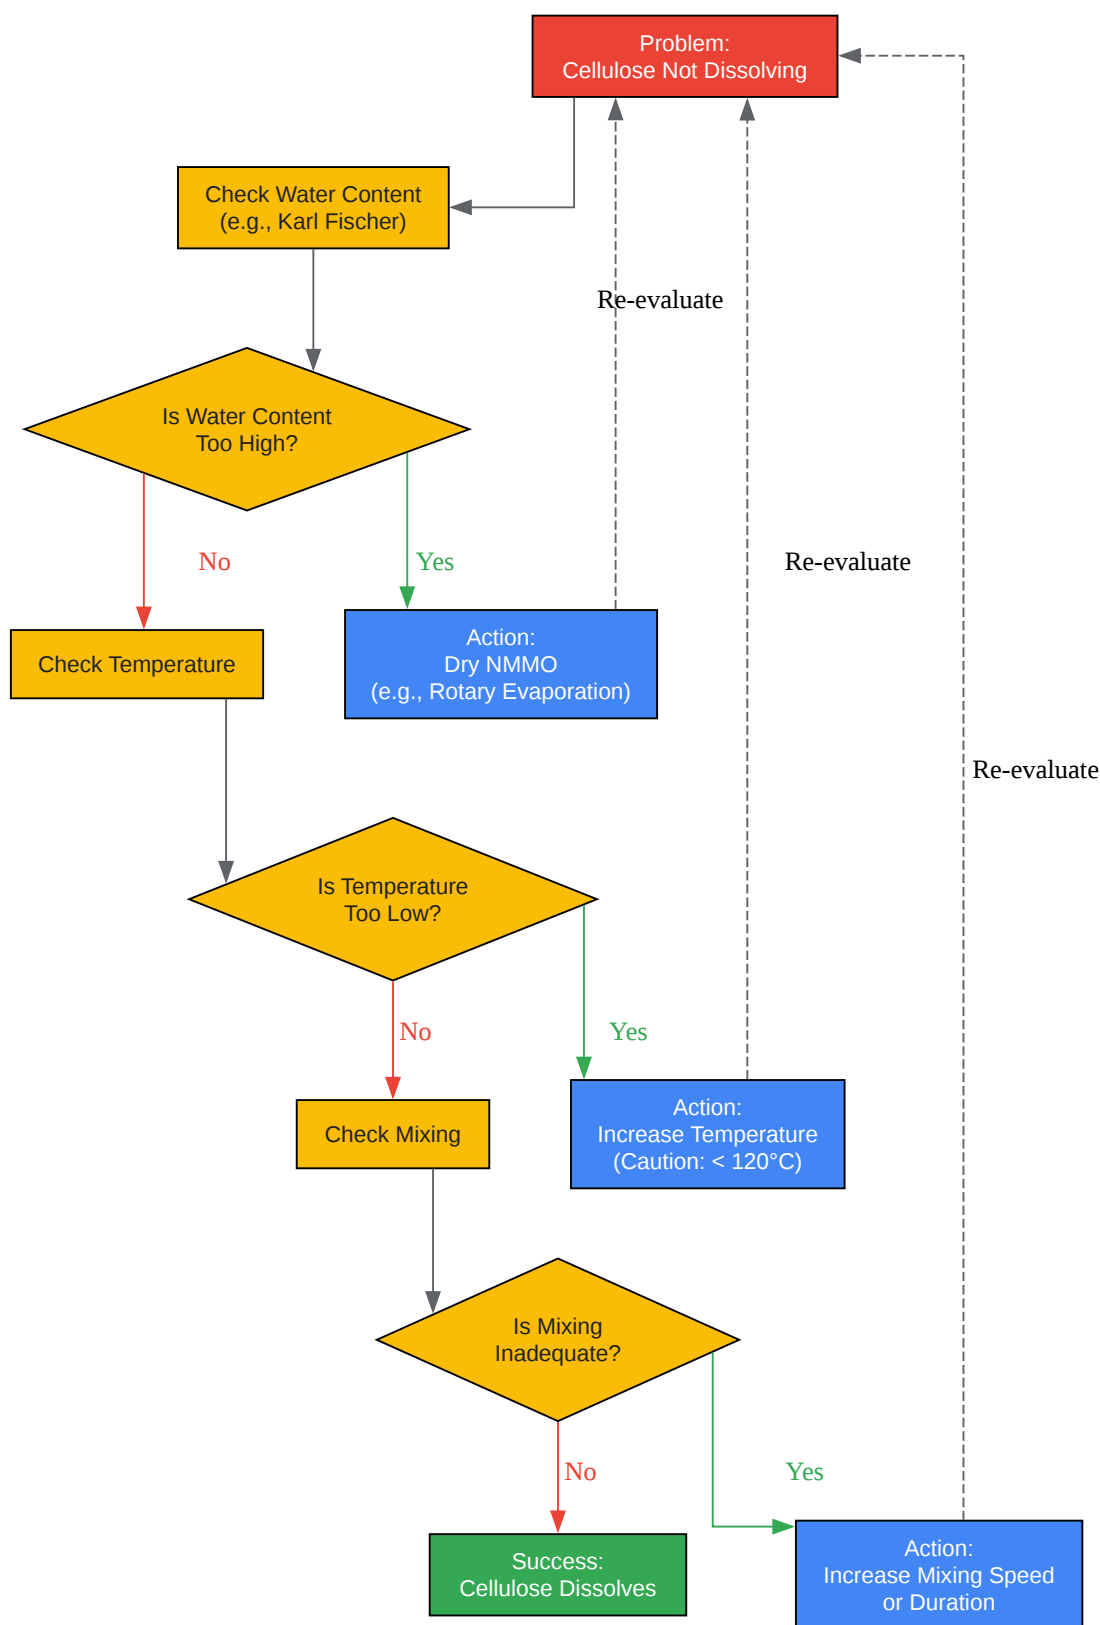 Problem:
Cellulose Not Dissolving
Check Water Content
(e.g., Karl Fischer)
Re-evaluate
Is Water Content
Too High?
No
Yes
Re-evaluate
Check Temperature
Action:
Dry NMMO
(e.g., Rotary Evaporation)
Re-evaluate
Is Temperature
Too Low?
No
Yes
Check Mixing
Action:
Increase Temperature
(Caution: < 120°C)
Is Mixing
Inadequate?
No
Yes
Success:
Cellulose Dissolves
Action:
Increase Mixing Speed
or Duration